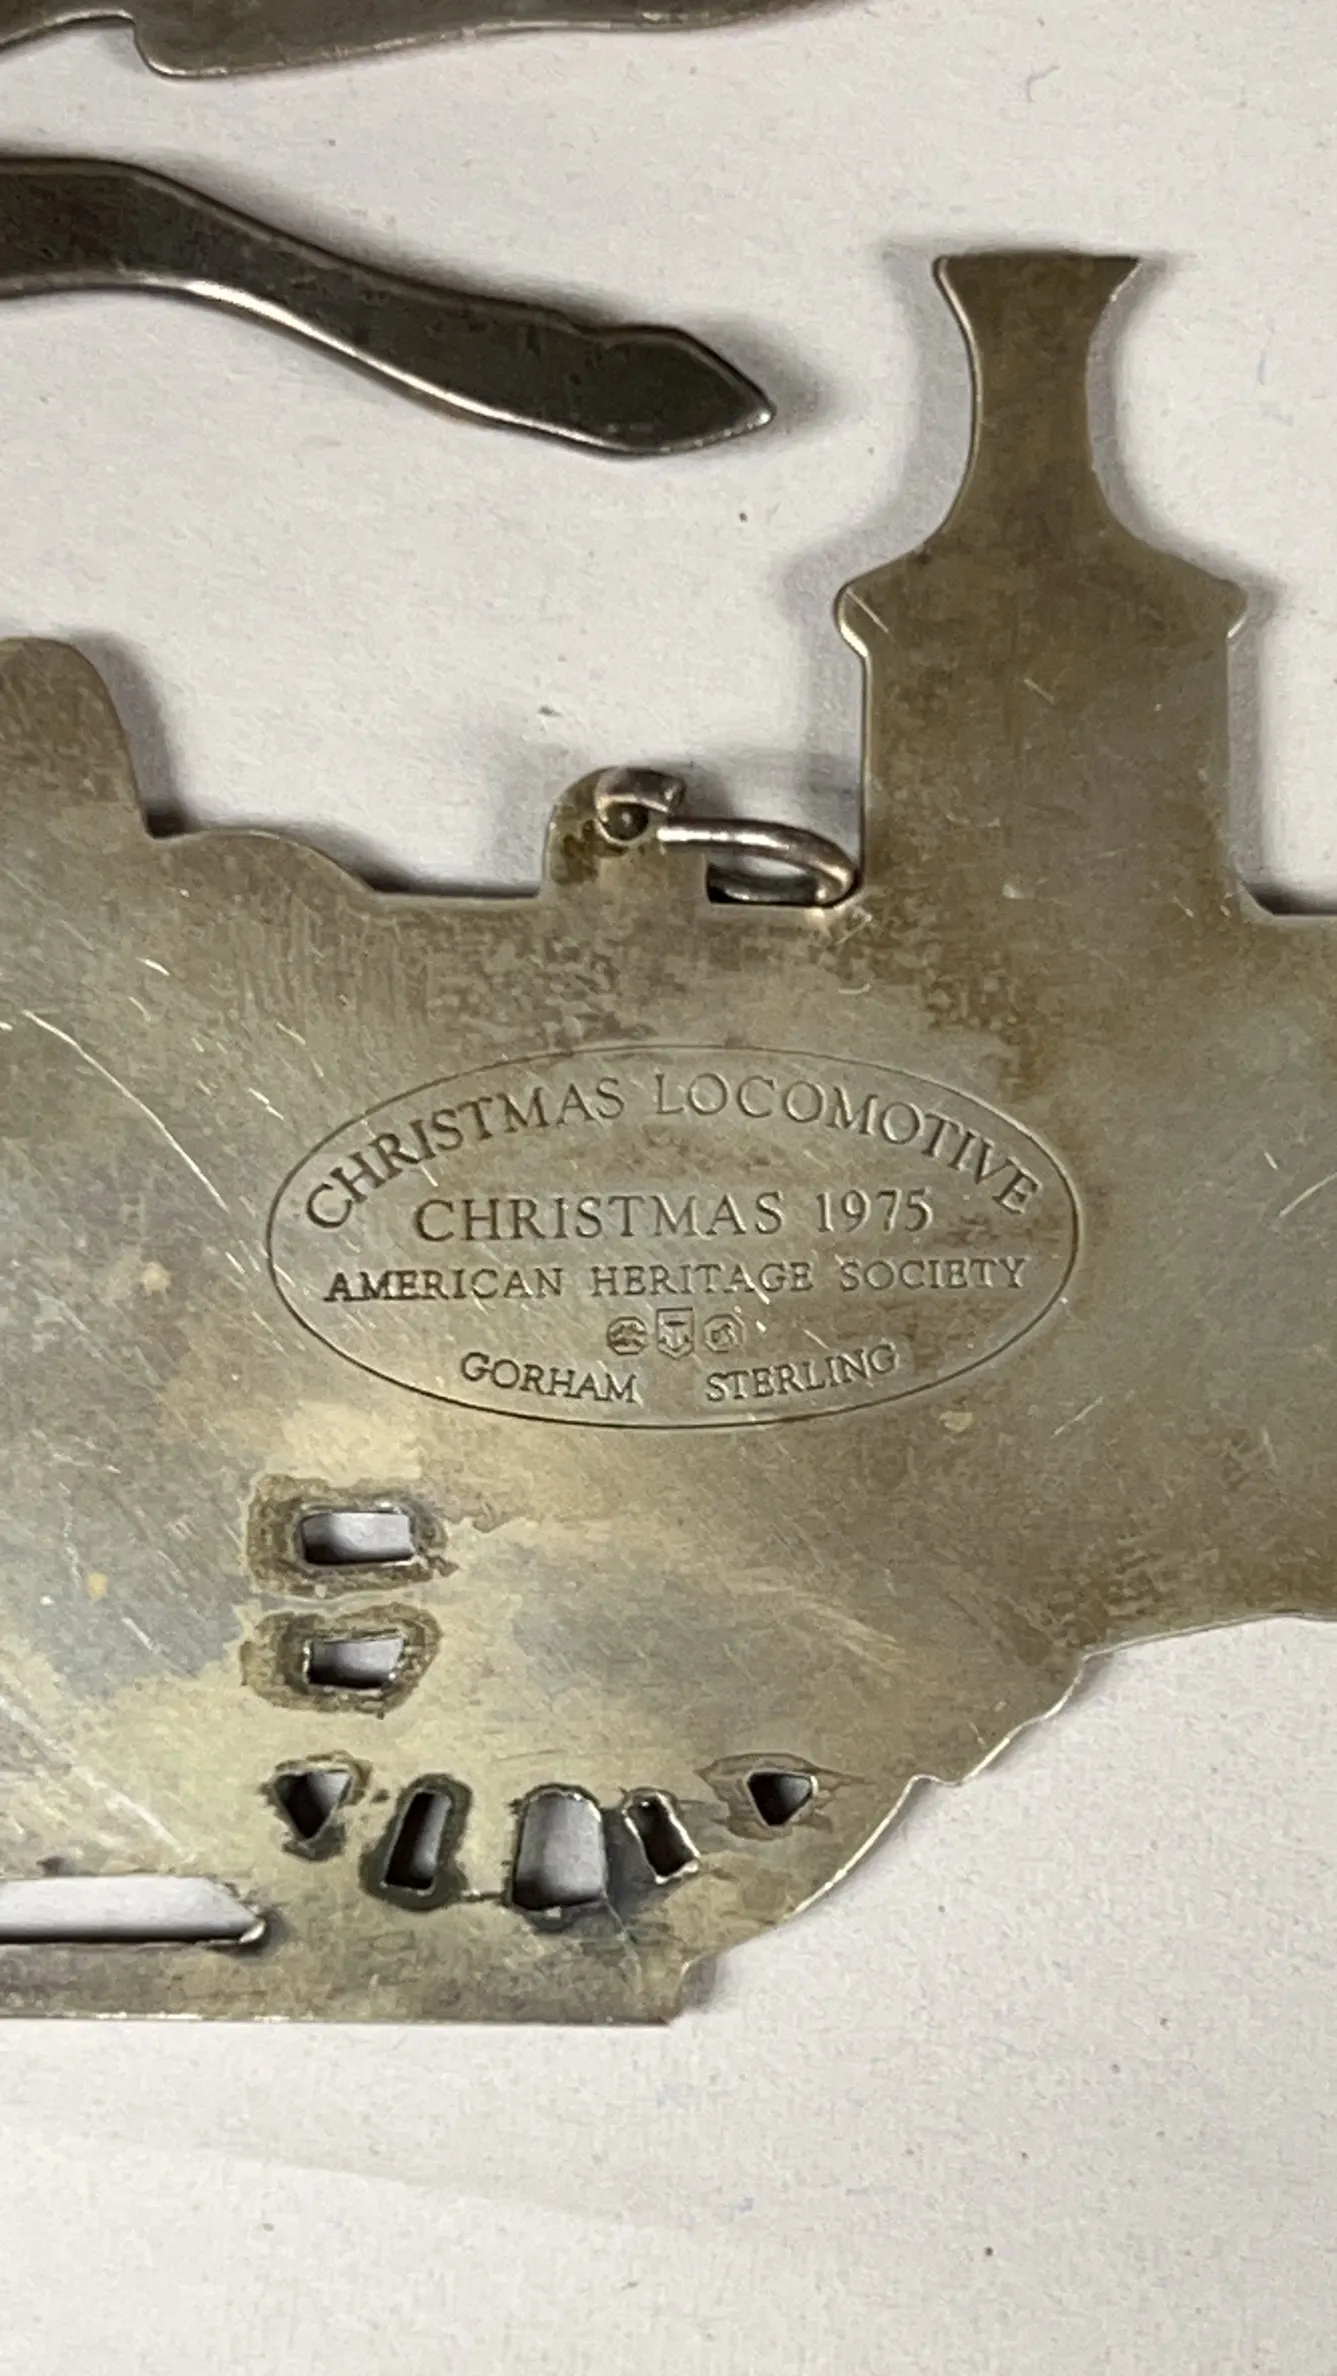 CHRISTMAS LOCOMOTIVE
CHRISTMAS 1975
AMERICAN HERITAGE SOCIETY
GORHAM STERLING